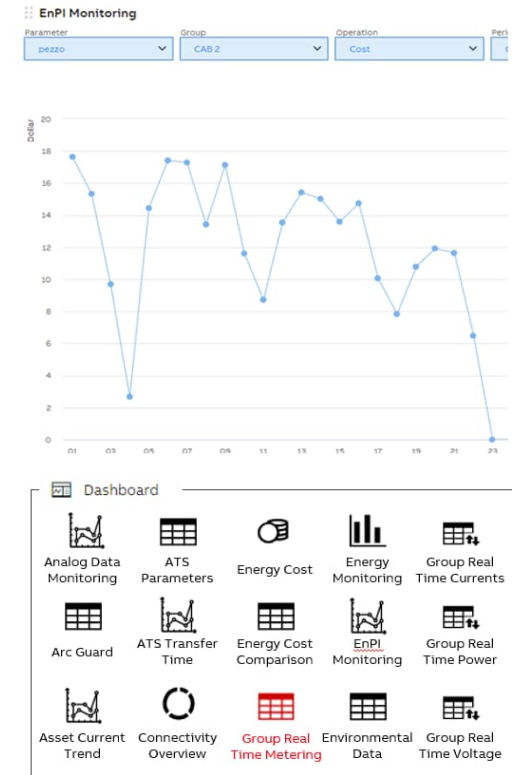 EnPI Monitoring
Parameter Group Operation
pezzo CAB 2 Cost
Dollar
20
18
16
14
12
10
8
6
4
2
0
01 03 05 07 09 11 13 15 17 19 21 23
Dashboard
Analog Data Monitoring
ATS Parameters
Energy Cost
Energy Monitoring
Group Real Time Currents
Arc Guard
ATS Transfer Time
Energy Cost Comparison
EnPI Monitoring
Group Real Time Power
Asset Current Trend
Connectivity Overview
Group Real Time Metering
Environmental Data
Group Real Time Voltage